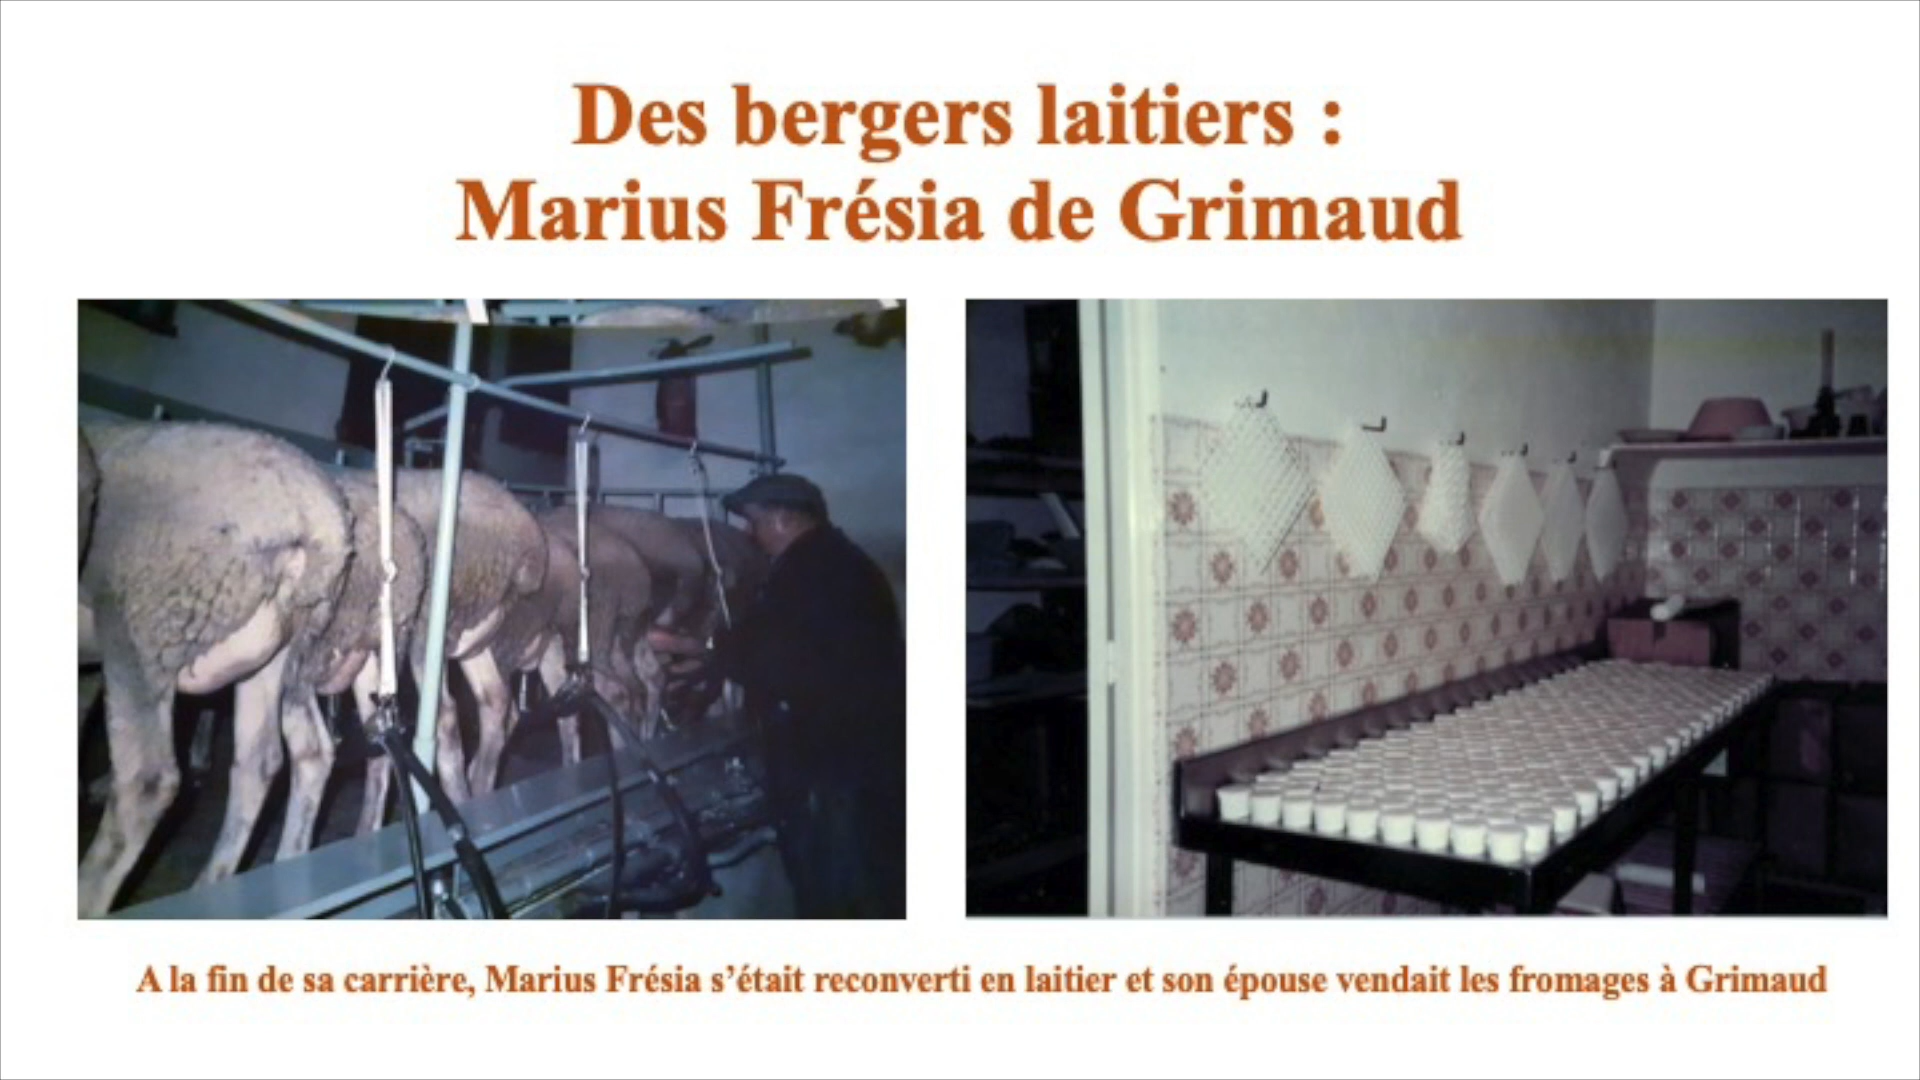 Des bergers laitiers :
Marius Frésia de Grimaud
A la fin de sa carrière, Marius Frésia s’était reconverti en laitier et son épouse vendait les fromages à Grimaud